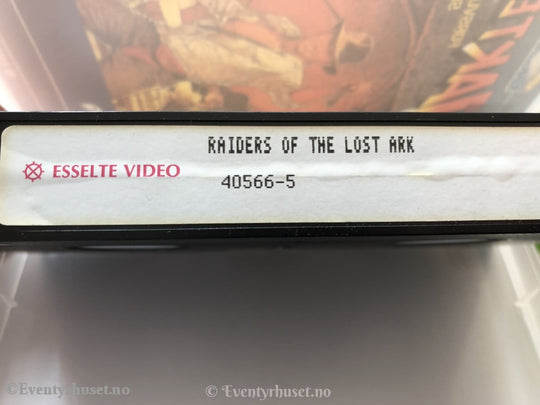 RAIDERS OF THE LOST ARK
ESSELTE VIDEO
40566-5
©Eventyrhuset.no
© Eventyrhuset.no